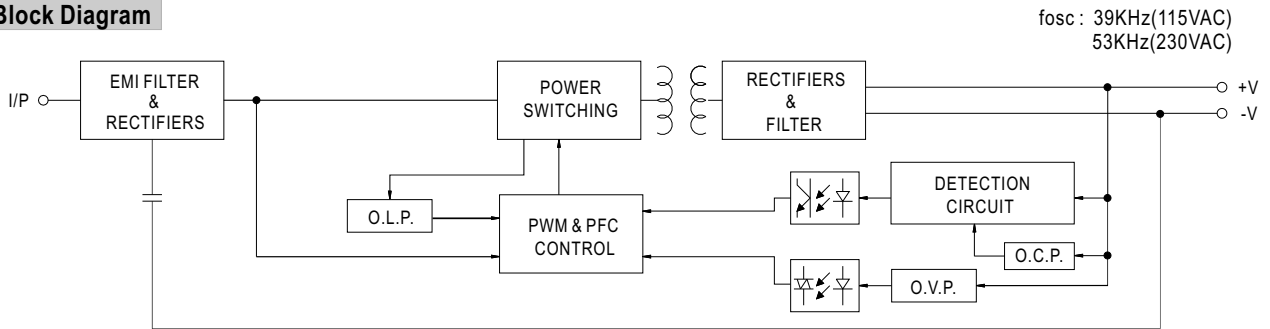 Block Diagram
fosc : 39KHz(115VAC)
53KHz(230VAC)
I/P
EMI FILTER
&
RECTIFIERS
POWER
SWITCHING
RECTIFIERS
&
FILTER
+V
-V
O.L.P.
PWM & PFC
CONTROL
DETECTION
CIRCUIT
O.C.P.
O.V.P.